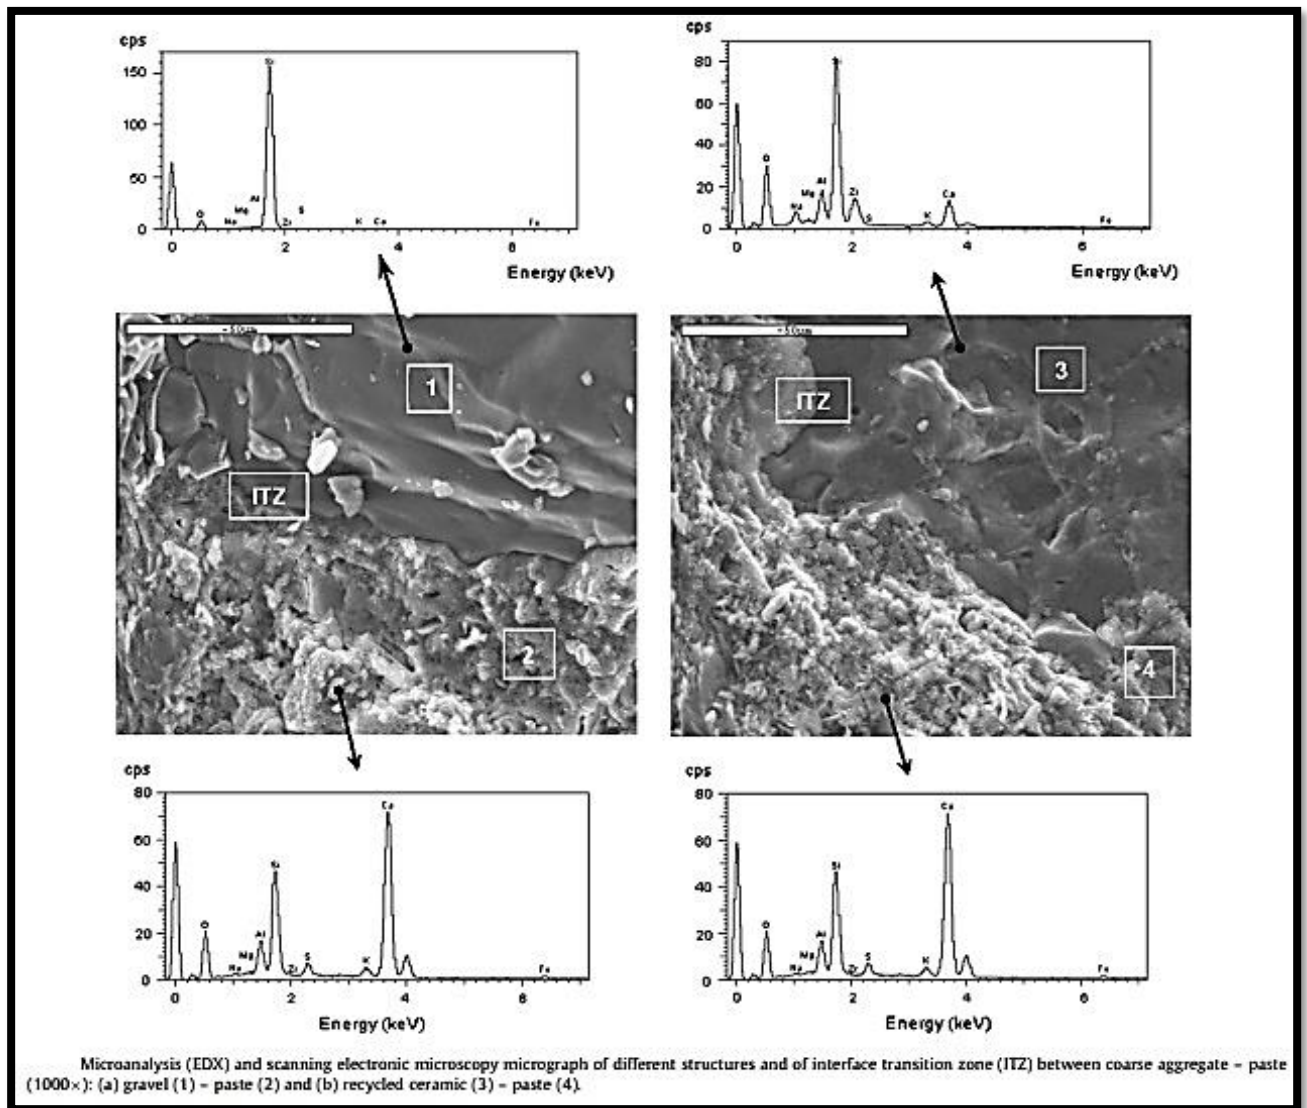 cps
150
100
50
0
Si
O
Na
Mg
Al
Zr
S
K
Ca
Fe
0 2 4 6
Energy (keV)
cps
80
60
40
20
0
O
Na
Mg
Al
Si
Zr
S
K
Ca
Fe
0 2 4 6
Energy (keV)
1
ITZ
2
ITZ
3
4
cps
80
60
40
20
0
O
Na
Mg
Al
Si
Zr
S
K
Ca
Fe
0 2 4 6
Energy (keV)
cps
80
60
40
20
0
O
Na
Mg
Al
Si
Zr
S
K
Ca
Fe
0 2 4 6
Energy (keV)
Microanalysis (EDX) and scanning electronic microscopy micrograph of different structures and of interface transition zone (ITZ) between coarse aggregate – paste
(1000×): (a) gravel (1) – paste (2) and (b) recycled ceramic (3) – paste (4).